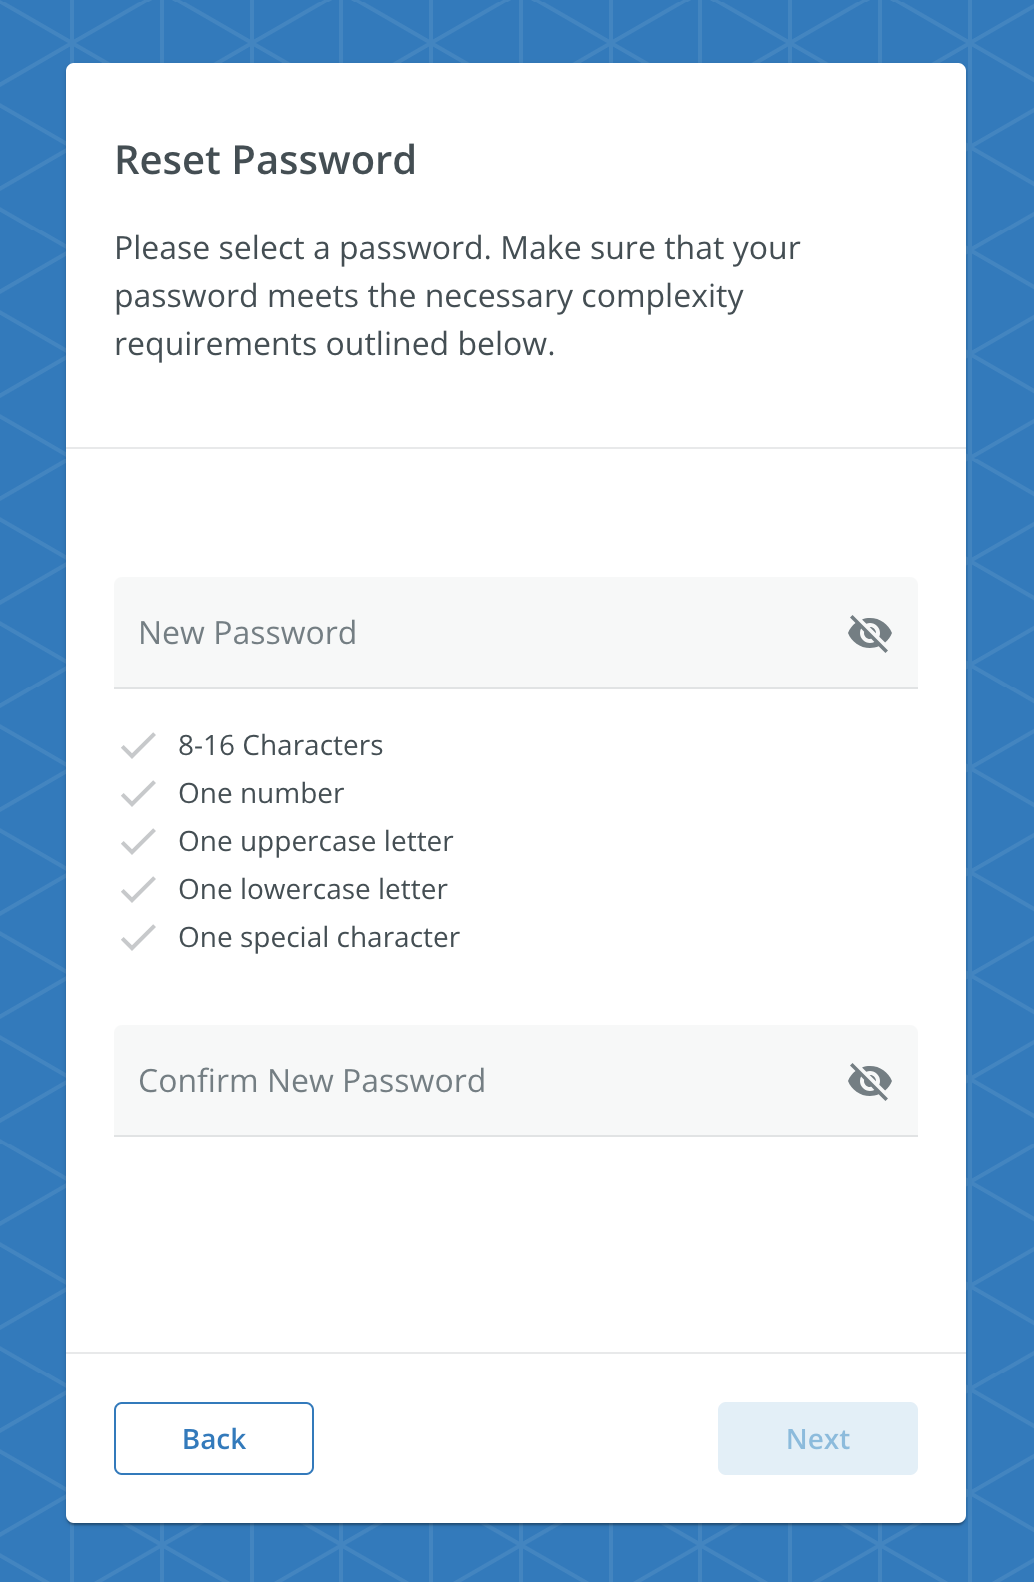 Reset Password
Please select a password. Make sure that your
password meets the necessary complexity
requirements outlined below.
New Password
8-16 Characters
One number
One uppercase letter
One lowercase letter
One special character
Confirm New Password
Back
Next